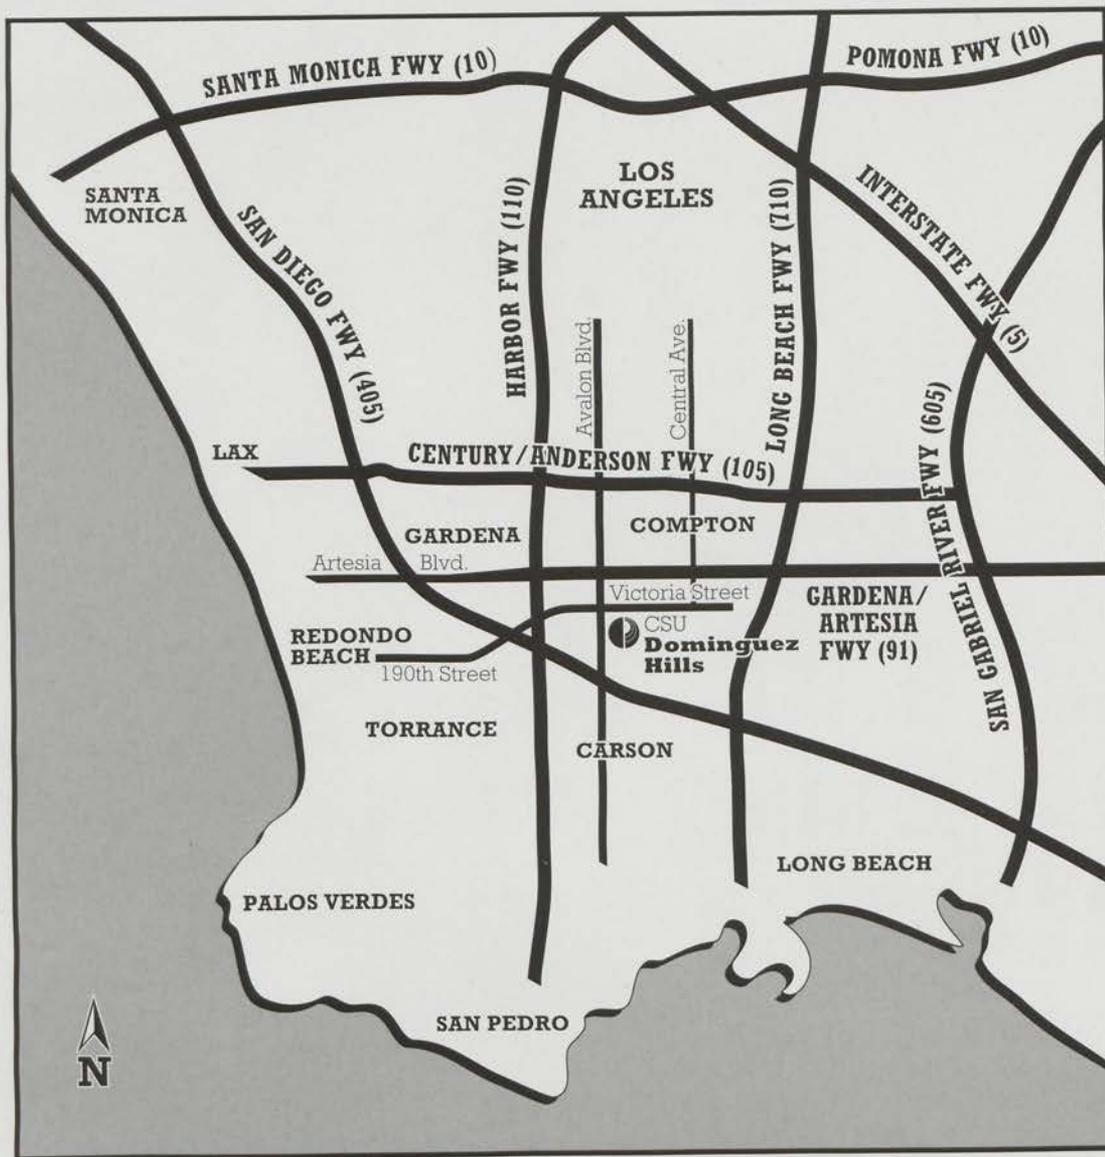 SANTA MONICA FWY (10)
POMONA FWY (10)
SANTA
MONICA
LOS
ANGELES
SAN DIEGO FWY (405)
HARBOR FWY (110)
LONG BEACH FWY (710)
INTERSTATE FWY (5)
Avalon Blvd.
Central Ave.
LAX
CENTURY/ANDERSON FWY (105)
SAN GABRIEL RIVER FWY (605)
GARDENA
COMPTON
Artesia Blvd.
Victoria Street
GARDENA/
ARTESIA
FWY (91)
CSU
Dominguez
Hills
REDONDO
BEACH
190th Street
TORRANCE
CARSON
LONG BEACH
PALOS VERDES
SAN PEDRO
N